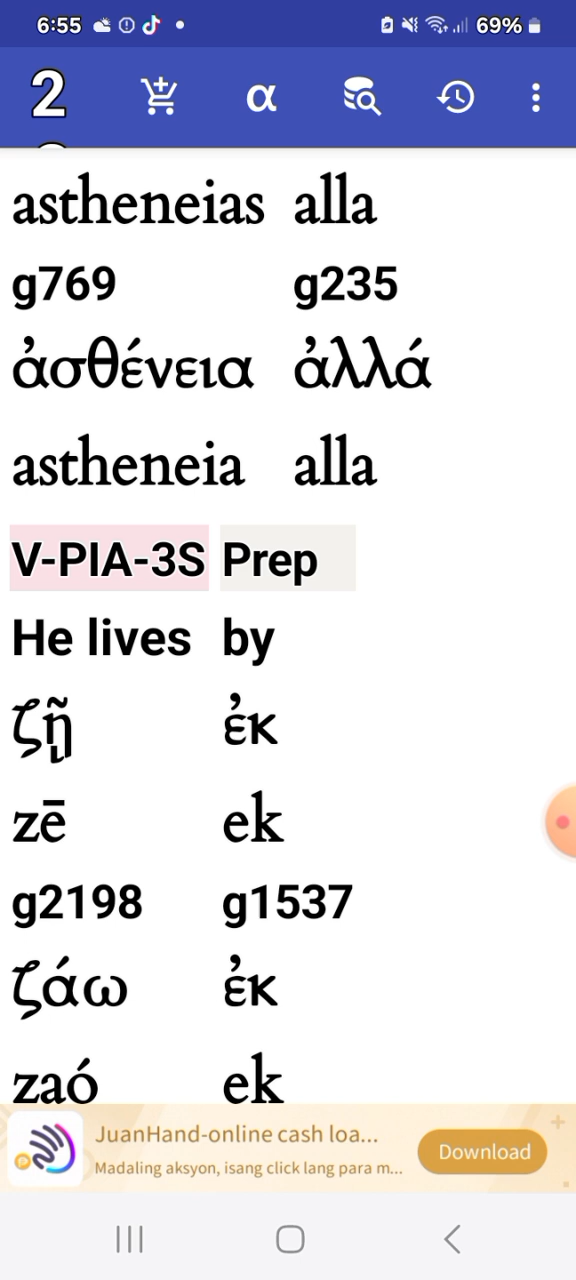 6:55 69%
2 α
astheneias alla
g769 g235
ἀσθένεια ἀλλά
astheneia alla
V-PIA-3S Prep
He lives by
ζῇ ἐκ
zē ek
g2198 g1537
ζάω ἐκ
zaó ek
JuanHand-online cash loa...
Madaling aksyon, isang click lang para m...
Download